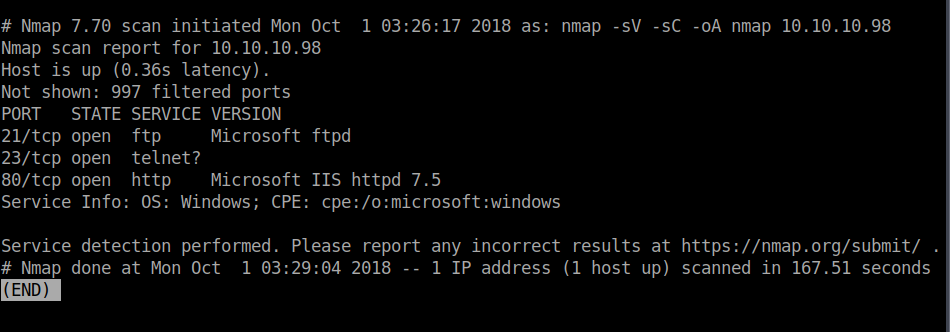 # Nmap 7.70 scan initiated Mon Oct  1 03:26:17 2018 as: nmap -sV -sC -oA nmap 10.10.10.98
Nmap scan report for 10.10.10.98
Host is up (0.36s latency).
Not shown: 997 filtered ports
PORT   STATE SERVICE VERSION
21/tcp open  ftp     Microsoft ftpd
23/tcp open  telnet?
80/tcp open  http    Microsoft IIS httpd 7.5
Service Info: OS: Windows; CPE: cpe:/o:microsoft:windows
Service detection performed. Please report any incorrect results at https://nmap.org/submit/ .
# Nmap done at Mon Oct  1 03:29:04 2018 -- 1 IP address (1 host up) scanned in 167.51 seconds
(END)